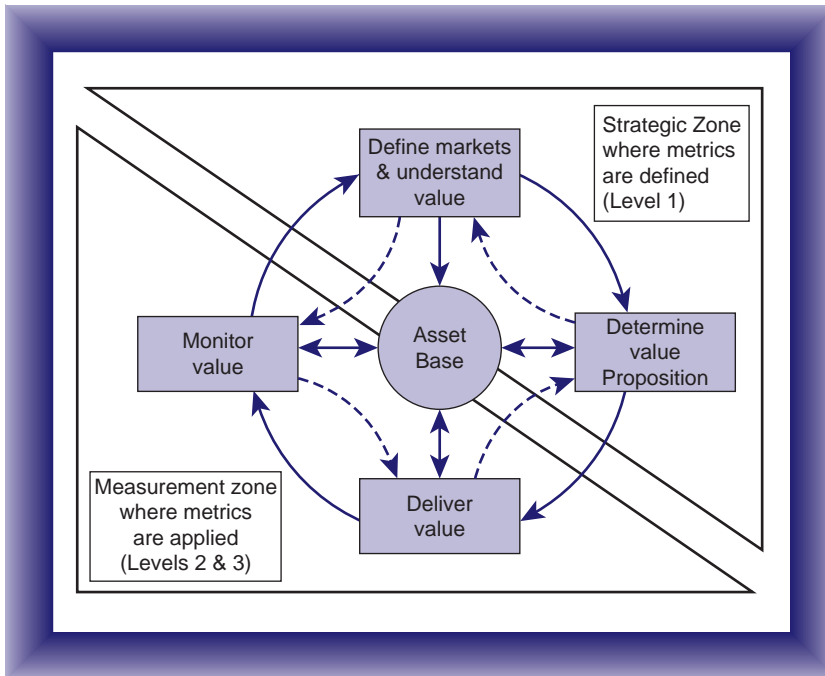 Define markets
& understand
value
Strategic Zone
where metrics
are defined
(Level 1)
Monitor
value
Asset
Base
Determine
value
Proposition
Measurement zone
where metrics
are applied
(Levels 2 & 3)
Deliver
value